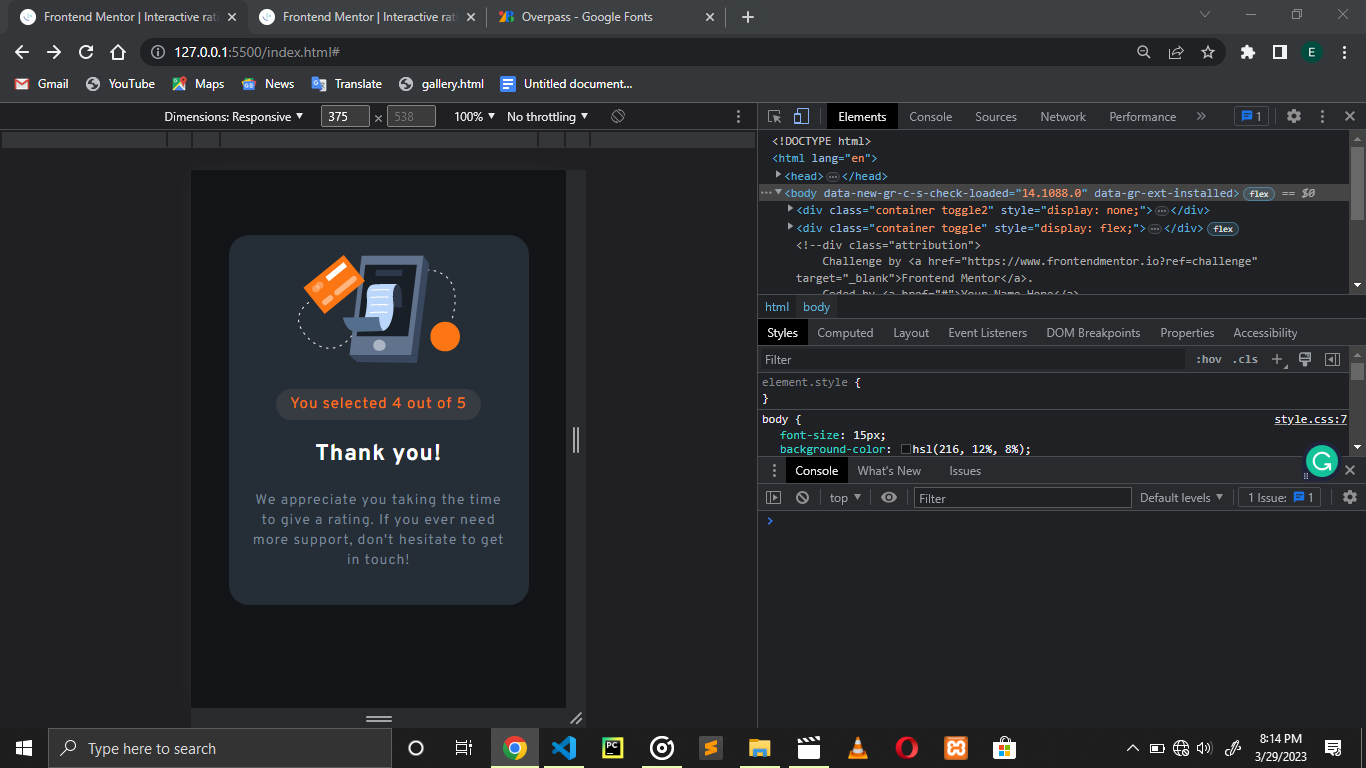 Frontend Mentor | Interactive rat
Frontend Mentor | Interactive rati
Overpass - Google Fonts
127.0.0.1:5500/index.html#
E
Gmail
YouTube
Maps
News
Translate
gallery.html
Untitled document...
Dimensions: Responsive
375
×
538
100%
No throttling
Elements
Console
Sources
Network
Performance
»
1
<!DOCTYPE html>
<html lang="en">
<head>…</head>
<body data-new-gr-c-s-check-loaded="14.1088.0" data-gr-ext-installed> flex == $0
<div class="container toggle2" style="display: none;">…</div>
<div class="container toggle" style="display: flex;">…</div> flex
<!--div class="attribution">
Challenge by <a href="https://www.frontendmentor.io?ref=challenge"
target="_blank">Frontend Mentor</a>.
Coded by <a href="#">Your Name Here</a>
html body
Styles
Computed
Layout
Event Listeners
DOM Breakpoints
Properties
Accessibility
Filter
:hov .cls
element.style {
}
body {
style.css:7
font-size: 15px;
background-color: hsl(216, 12%, 8%);
Console
What's New
Issues
top
Filter
Default levels
1 Issue: 1
You selected 4 out of 5
Thank you!
We appreciate you taking the time
to give a rating. If you ever need
more support, don't hesitate to get
in touch!
Type here to search
PC
8:14 PM
3/29/2023